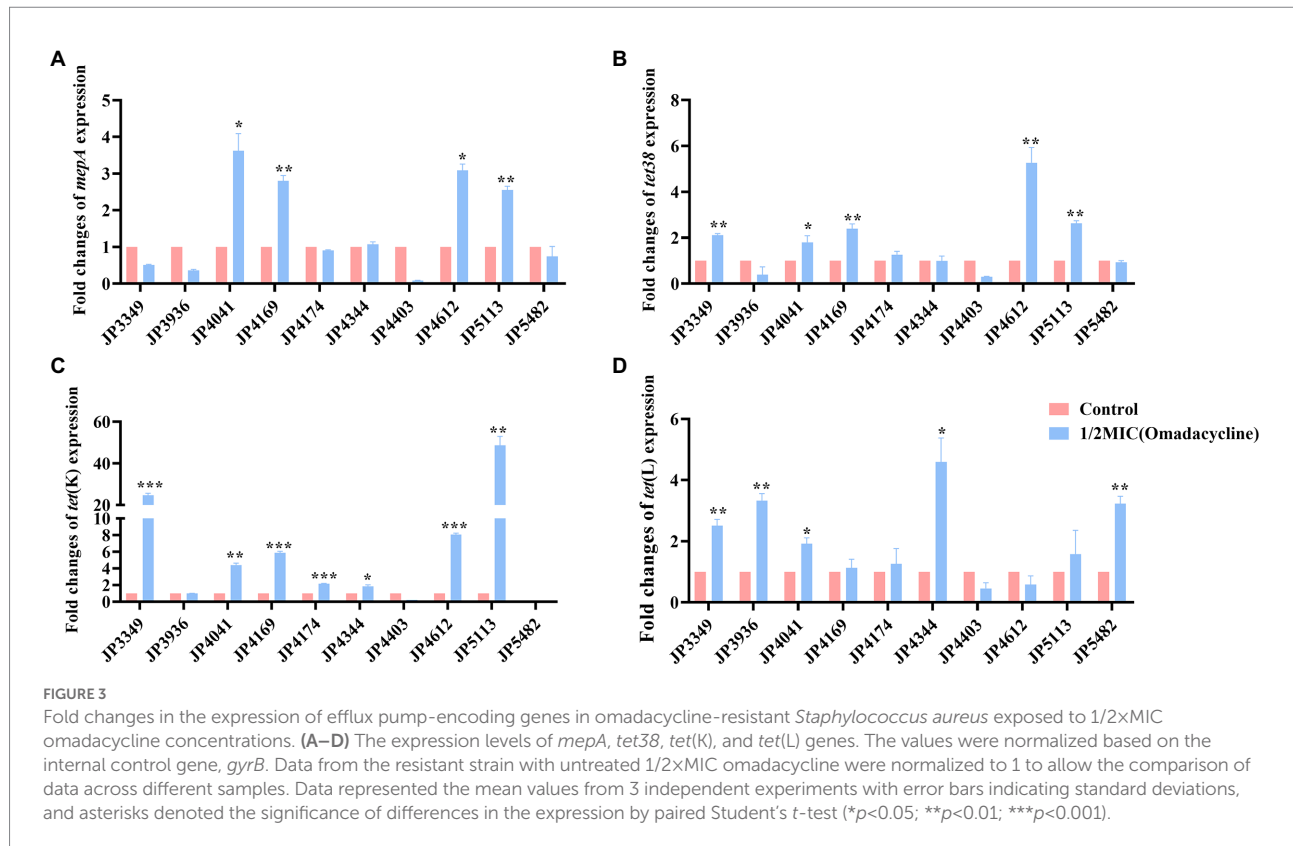 A
Fold changes of mepA expression
5
4
3
2
1
0
*
**
*
**
JP3349
JP3936
JP4041
JP4169
JP4174
JP4344
JP4403
JP4612
JP5113
JP5482
B
Fold changes of tet38 expression
8
6
4
2
0
**
*
**
**
**
JP3349
JP3936
JP4041
JP4169
JP4174
JP4344
JP4403
JP4612
JP5113
JP5482
C
Fold changes of tet(K) expression
60
40
20
10
8
6
4
2
0
***
**
***
***
*
***
**
JP3349
JP3936
JP4041
JP4169
JP4174
JP4344
JP4403
JP4612
JP5113
JP5482
D
Fold changes of tet(L) expression
6
4
2
0
**
**
*
*
**
JP3349
JP3936
JP4041
JP4169
JP4174
JP4344
JP4403
JP4612
JP5113
JP5482
Control
1/2MIC(Omadacycline)
FIGURE 3
Fold changes in the expression of efflux pump-encoding genes in omadacycline-resistant Staphylococcus aureus exposed to 1/2×MIC
omadacycline concentrations. (A–D) The expression levels of mepA, tet38, tet(K), and tet(L) genes. The values were normalized based on the
internal control gene, gyrB. Data from the resistant strain with untreated 1/2×MIC omadacycline were normalized to 1 to allow the comparison of
data across different samples. Data represented the mean values from 3 independent experiments with error bars indicating standard deviations,
and asterisks denoted the significance of differences in the expression by paired Student's t-test (*p<0.05; **p<0.01; ***p<0.001).